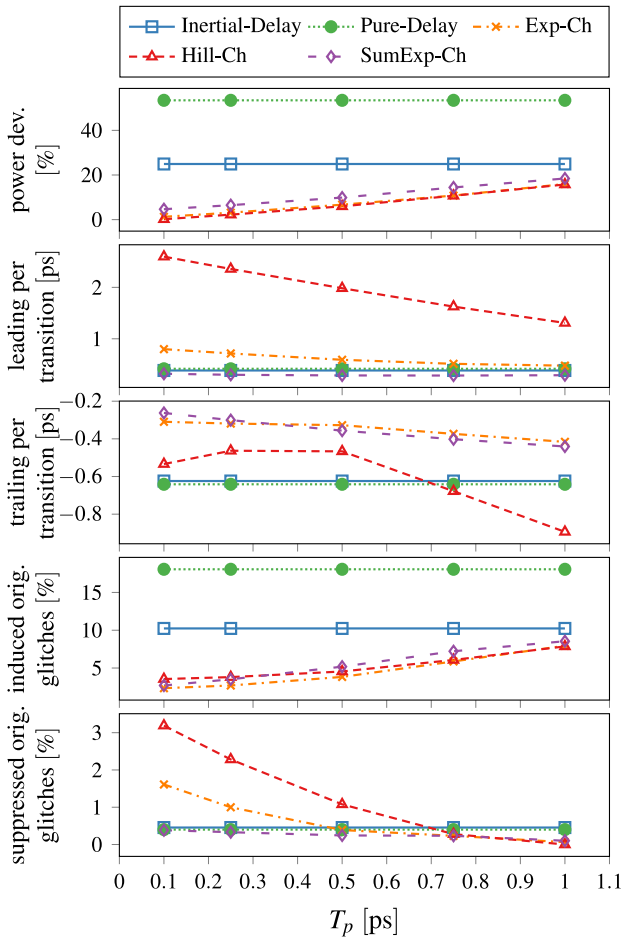 Inertial-Delay Pure-Delay Exp-Ch
Hill-Ch SumExp-Ch
power dev.
[%]
40
20
0
leading per
transition [ps]
2
1
trailing per
transition [ps]
−0.2
−0.4
−0.6
−0.8
induced orig.
glitches [%]
15
10
5
suppressed orig.
glitches [%]
3
2
1
0
0 0.1 0.2 0.3 0.4 0.5 0.6 0.7 0.8 0.9 1 1.1
T_p [ps]